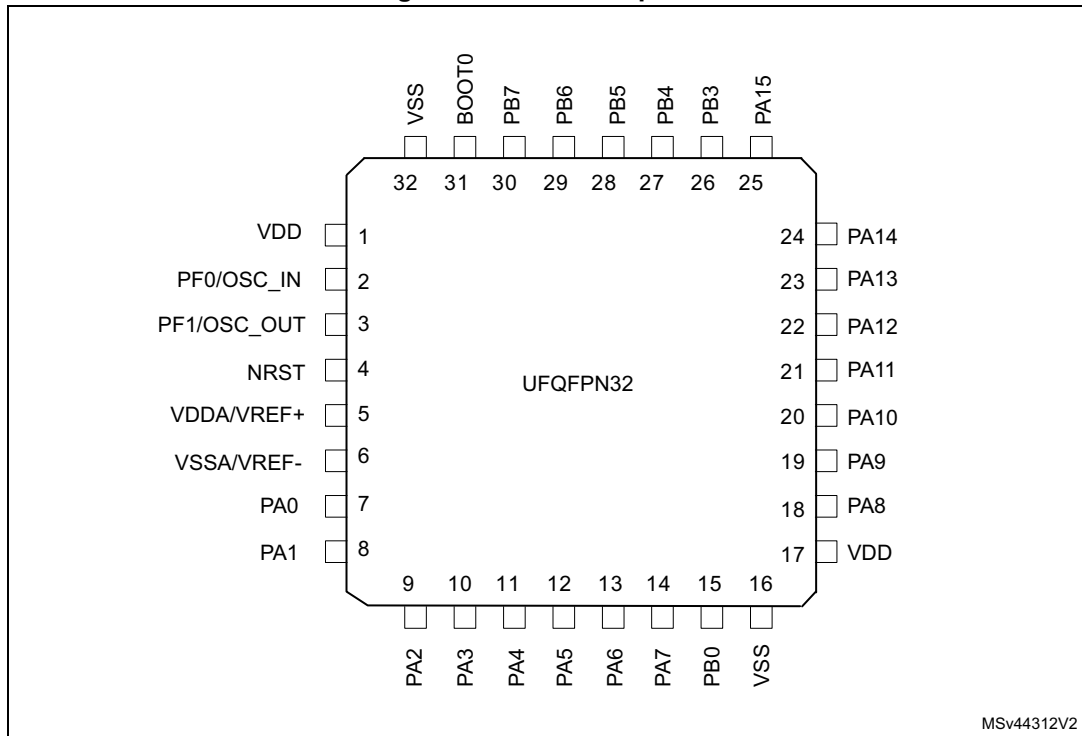 VSS
BOOT0
PB7
PB6
PB5
PB4
PB3
PA15
32 31 30 29 28 27 26 25
VDD 1 24 PA14
PF0/OSC_IN 2 23 PA13
PF1/OSC_OUT 3 22 PA12
NRST 4 21 PA11
UFQFPN32
VDDA/VREF+ 5 20 PA10
VSSA/VREF- 6 19 PA9
PA0 7 18 PA8
PA1 8 17 VDD
9 10 11 12 13 14 15 16
PA2
PA3
PA4
PA5
PA6
PA7
PB0
VSS
MSv44312V2